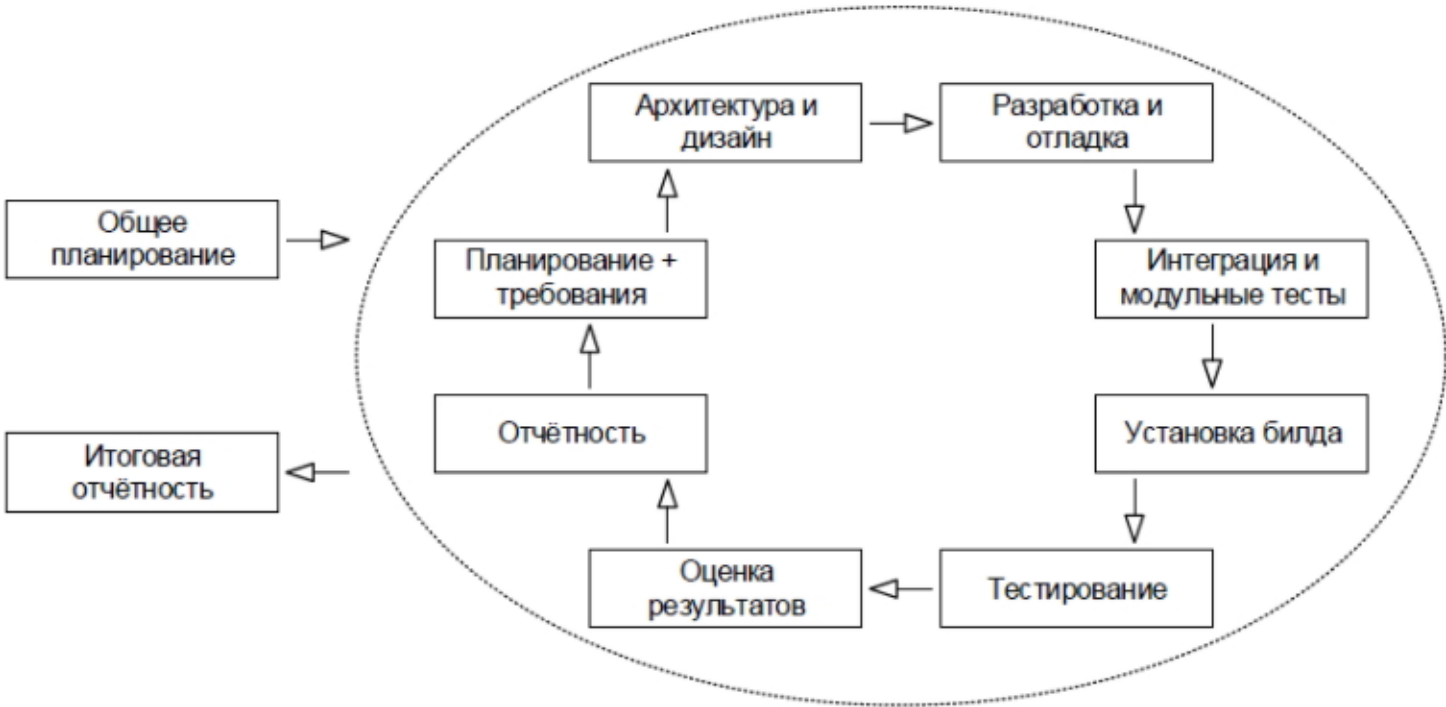 Архитектура и
дизайн
Разработка и
отладка
Общее
планирование
Планирование +
требования
Интеграция и
модульные тесты
Отчётность
Установка билда
Итоговая
отчётность
Оценка
результатов
Тестирование